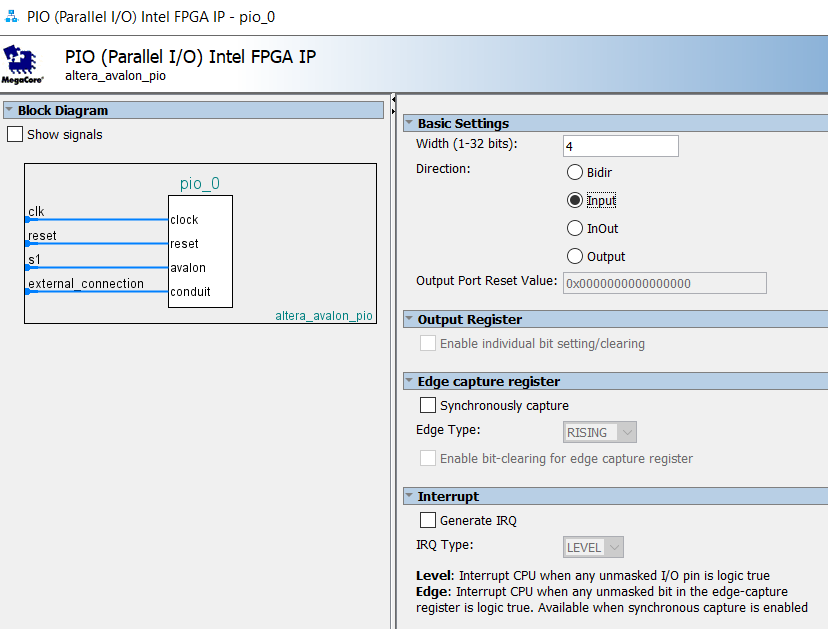 PIO (Parallel I/O) Intel FPGA IP - pio_0
PIO (Parallel I/O) Intel FPGA IP
altera_avalon_pio
MegaCore®
Block Diagram
Show signals
pio_0
clk
clock
reset
reset
s1
avalon
external_connection
conduit
altera_avalon_pio
Basic Settings
Width (1-32 bits):
4
Direction:
Bidir
Input
InOut
Output
Output Port Reset Value:
0x0000000000000000
Output Register
Enable individual bit setting/clearing
Edge capture register
Synchronously capture
Edge Type:
RISING
Enable bit-clearing for edge capture register
Interrupt
Generate IRQ
IRQ Type:
LEVEL
Level: Interrupt CPU when any unmasked I/O pin is logic true
Edge: Interrupt CPU when any unmasked bit in the edge-capture
register is logic true. Available when synchronous capture is enabled